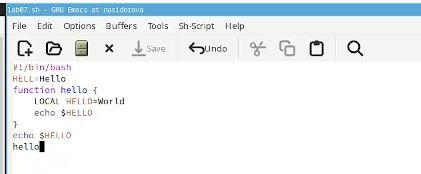 lab07.sh - GNU Emacs at nasidorova
File Edit Options Buffers Tools Sh-Script Help
Save Undo
#!/bin/bash
HELL=Hello
function hello {
    LOCAL HELLO=World
    echo $HELLO
}
echo $HELLO
hello